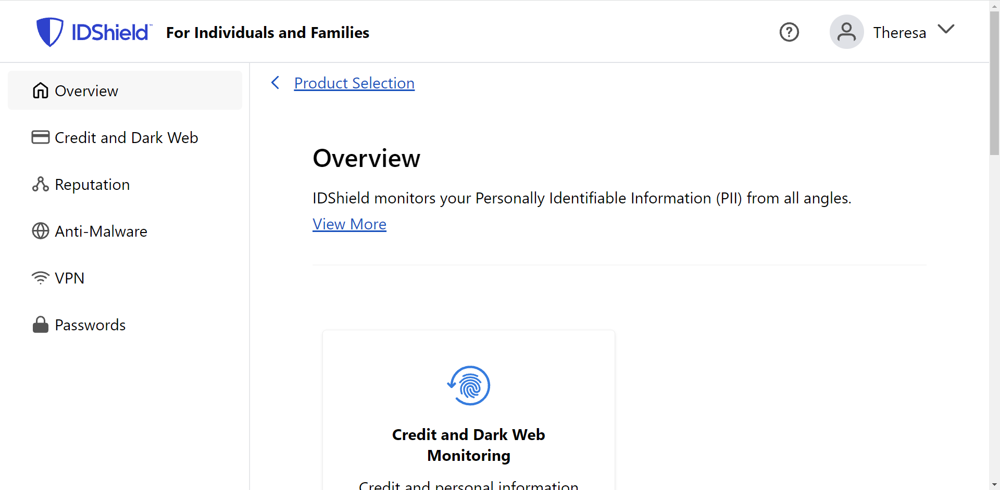 IDShield™ For Individuals and Families
Theresa
Overview
Credit and Dark Web
Reputation
Anti-Malware
VPN
Passwords
Product Selection
Overview
IDShield monitors your Personally Identifiable Information (PII) from all angles.
View More
Credit and Dark Web
Monitoring
Credit and personal information